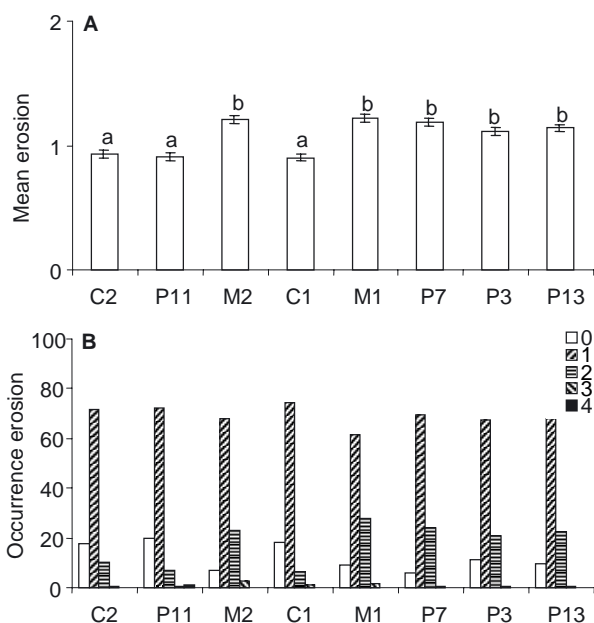 A
2
1
0
Mean erosion
a a b a b b b b
C2 P11 M2 C1 M1 P7 P3 P13
B
100
80
60
40
20
0
Occurrence erosion
0
1
2
3
4
C2 P11 M2 C1 M1 P7 P3 P13